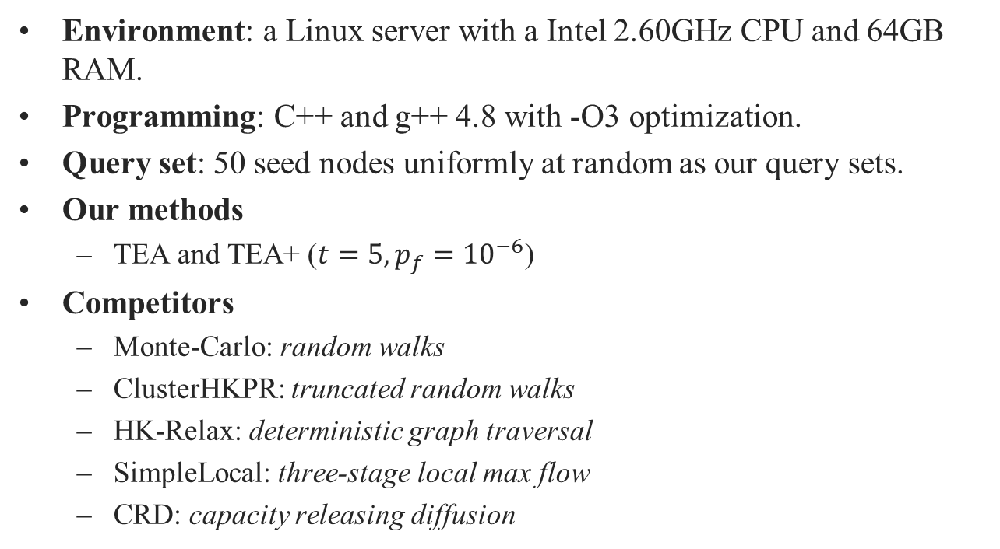 • Environment: a Linux server with a Intel 2.60GHz CPU and 64GB
RAM.
• Programming: C++ and g++ 4.8 with -O3 optimization.
• Query set: 50 seed nodes uniformly at random as our query sets.
• Our methods
– TEA and TEA+ (𝑡 = 5, 𝑝_𝑓 = 10⁻⁶)
• Competitors
– Monte-Carlo: random walks
– ClusterHKPR: truncated random walks
– HK-Relax: deterministic graph traversal
– SimpleLocal: three-stage local max flow
– CRD: capacity releasing diffusion